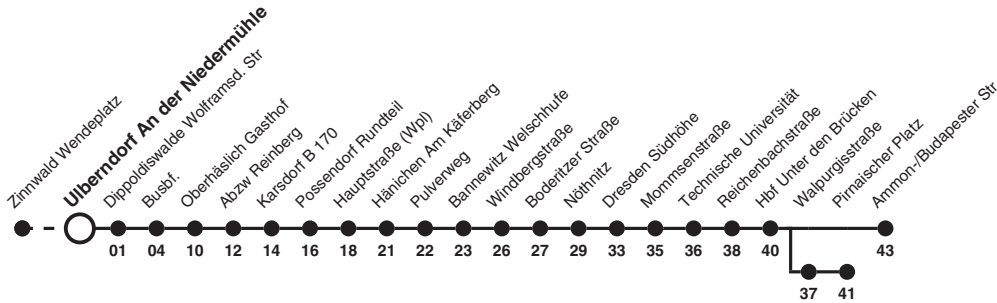 Zinnwald Wendeplatz
Ulberndorf An der Niedermühle
Dippoldiswalde Wolframsd. Str
Busbf.
Oberhäslich Gasthof
Abzw Reinberg
Karsdorf B 170
Possendorf Rundteil
Hauptstraße (Wpl)
Hänichen Am Käferberg
Pulverweg
Bannewitz Welschhufe
Windbergstraße
Boderitzer Straße
Nöthnitz
Dresden Südhöhe
Mommsenstraße
Technische Universität
Reichenbachstraße
Hbf Unter den Brücken
Walpurgisstraße
Pirnaischer Platz
Ammon-/Budapester Str
01 04 10 12 14 16 18 21 22 23 26 27 29 33 35 36 38 40 43
37 41